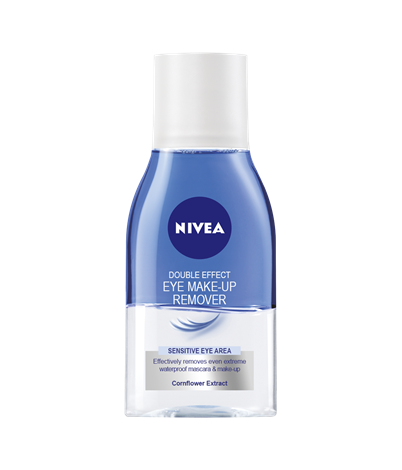 NIVEA
DOUBLE EFFECT
EYE MAKE-UP
REMOVER
SENSITIVE EYE AREA
Effectively removes even extreme
waterproof mascara & make-up
Cornflower Extract